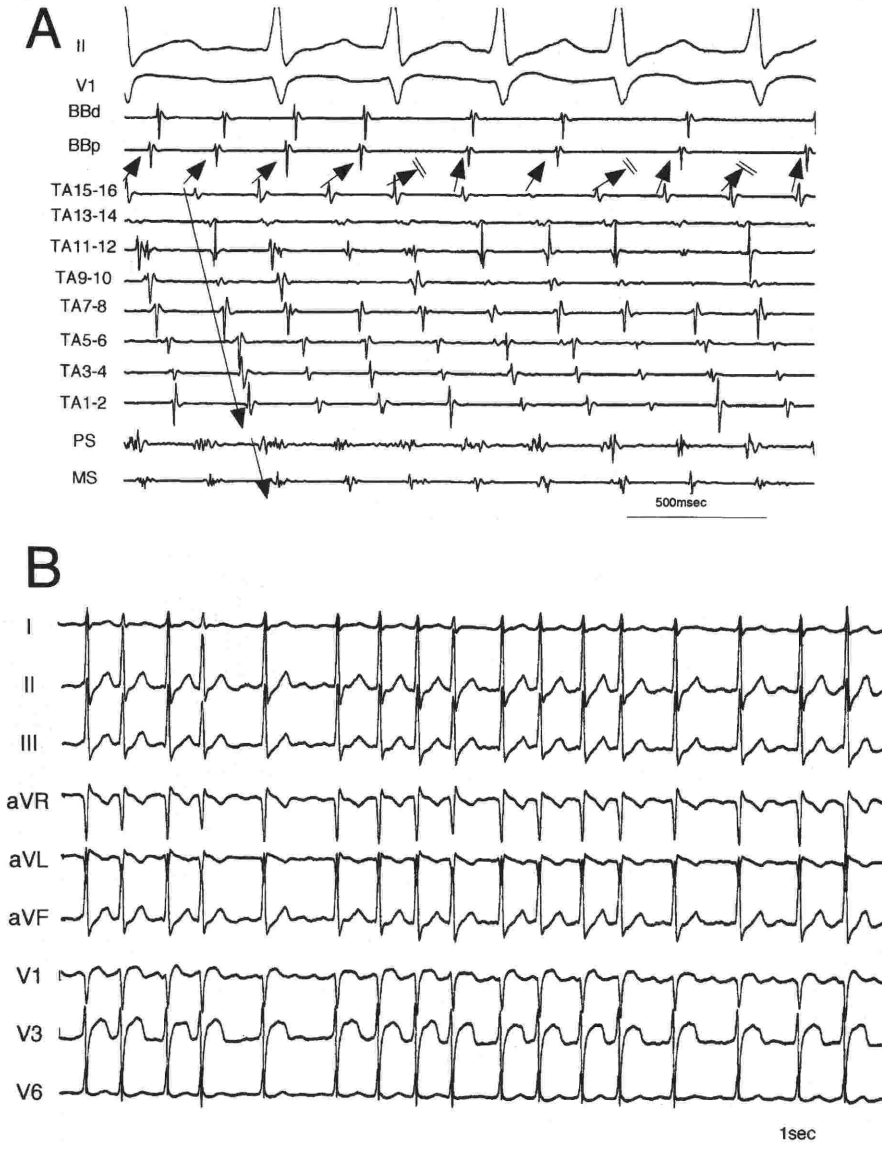 A
II
V1
BBd
BBp
TA15-16
TA13-14
TA11-12
TA9-10
TA7-8
TA5-6
TA3-4
TA1-2
PS
MS
500msec
B
I
II
III
aVR
aVL
aVF
V1
V3
V6
1sec